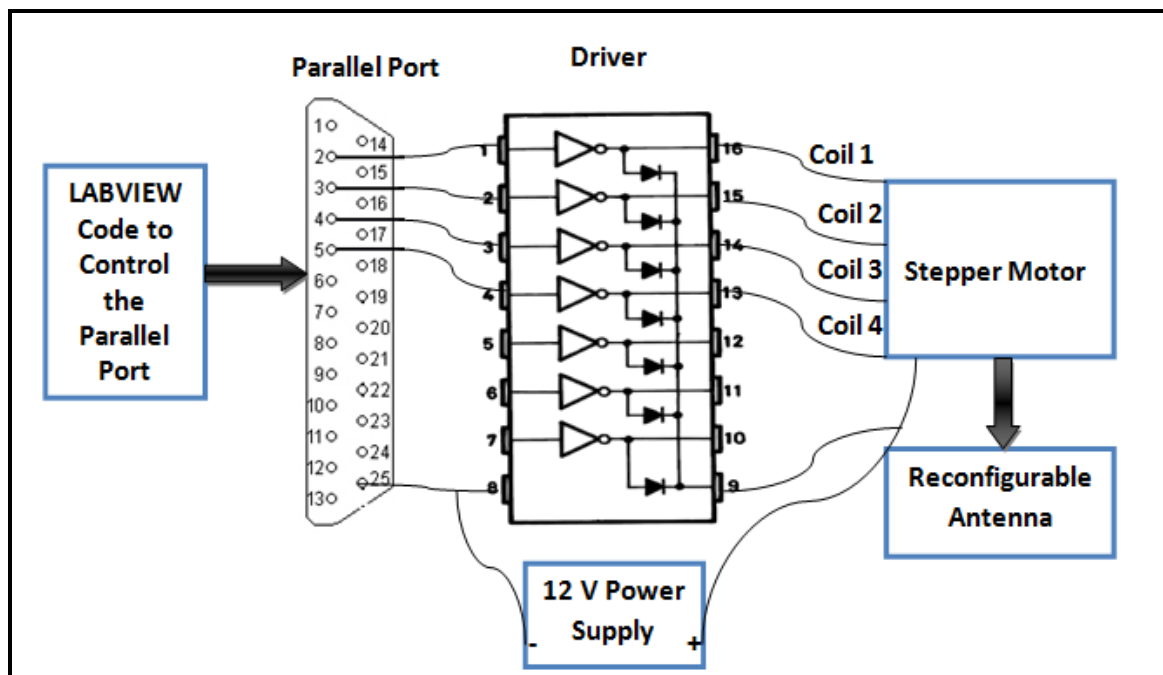 Parallel Port
Driver
LABVIEW
Code to
Control
the
Parallel
Port
1
2
3
4
5
6
7
8
9
10
11
12
13
14
15
16
17
18
19
20
21
22
23
24
25
1
2
3
4
5
6
7
8
16
15
14
13
12
11
10
9
Coil 1
Coil 2
Coil 3
Coil 4
Stepper Motor
Reconfigurable
Antenna
12 V Power
Supply
- +